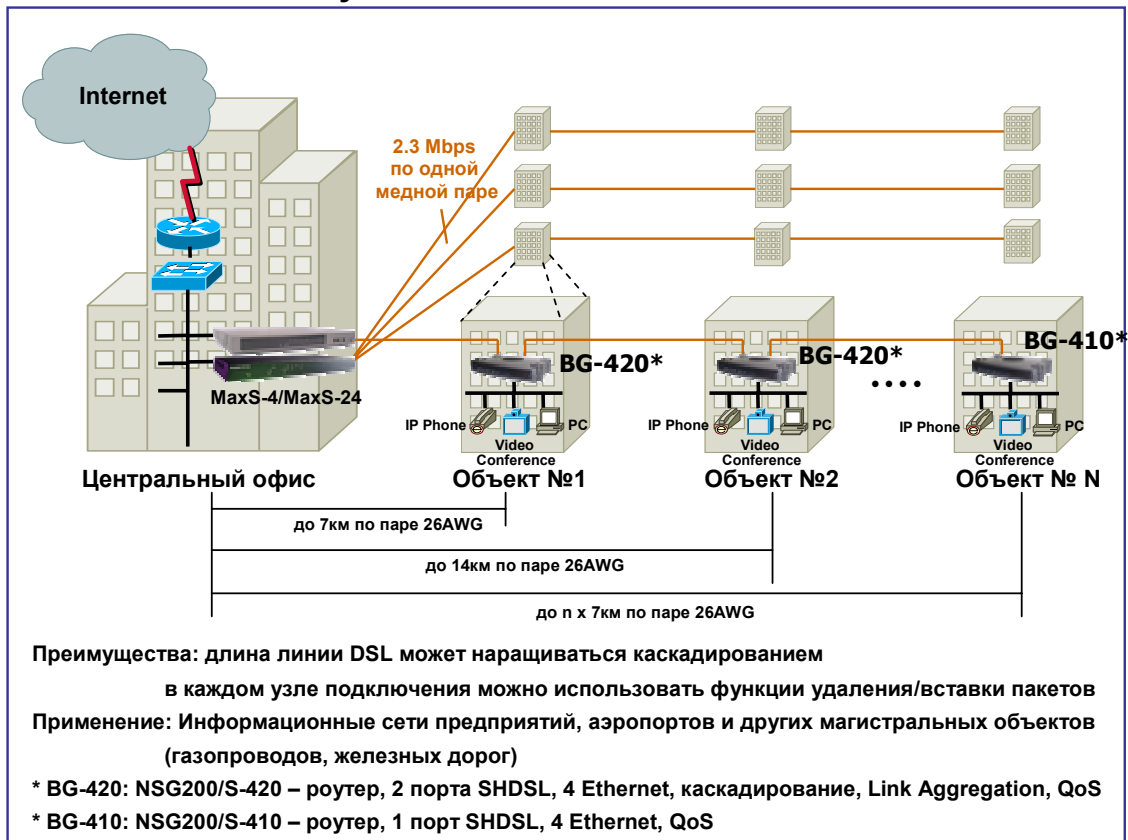 Internet
2.3 Mbps
по одной
медной паре
BG-420*
BG-420*
BG-410*
MaxS-4/MaxS-24
....
IP Phone
PC
Video
Conference
IP Phone
PC
Video
Conference
IP Phone
PC
Video
Conference
Центральный офис
Объект №1
Объект №2
Объект № N
до 7км по паре 26AWG
до 14км по паре 26AWG
до n x 7км по паре 26AWG
Преимущества: длина линии DSL может наращиваться каскадированием
в каждом узле подключения можно использовать функции удаления/вставки пакетов
Применение: Информационные сети предприятий, аэропортов и других магистральных объектов
(газопроводов, железных дорог)
* BG-420: NSG200/S-420 – роутер, 2 порта SHDSL, 4 Ethernet, каскадирование, Link Aggregation, QoS
* BG-410: NSG200/S-410 – роутер, 1 порт SHDSL, 4 Ethernet, QoS